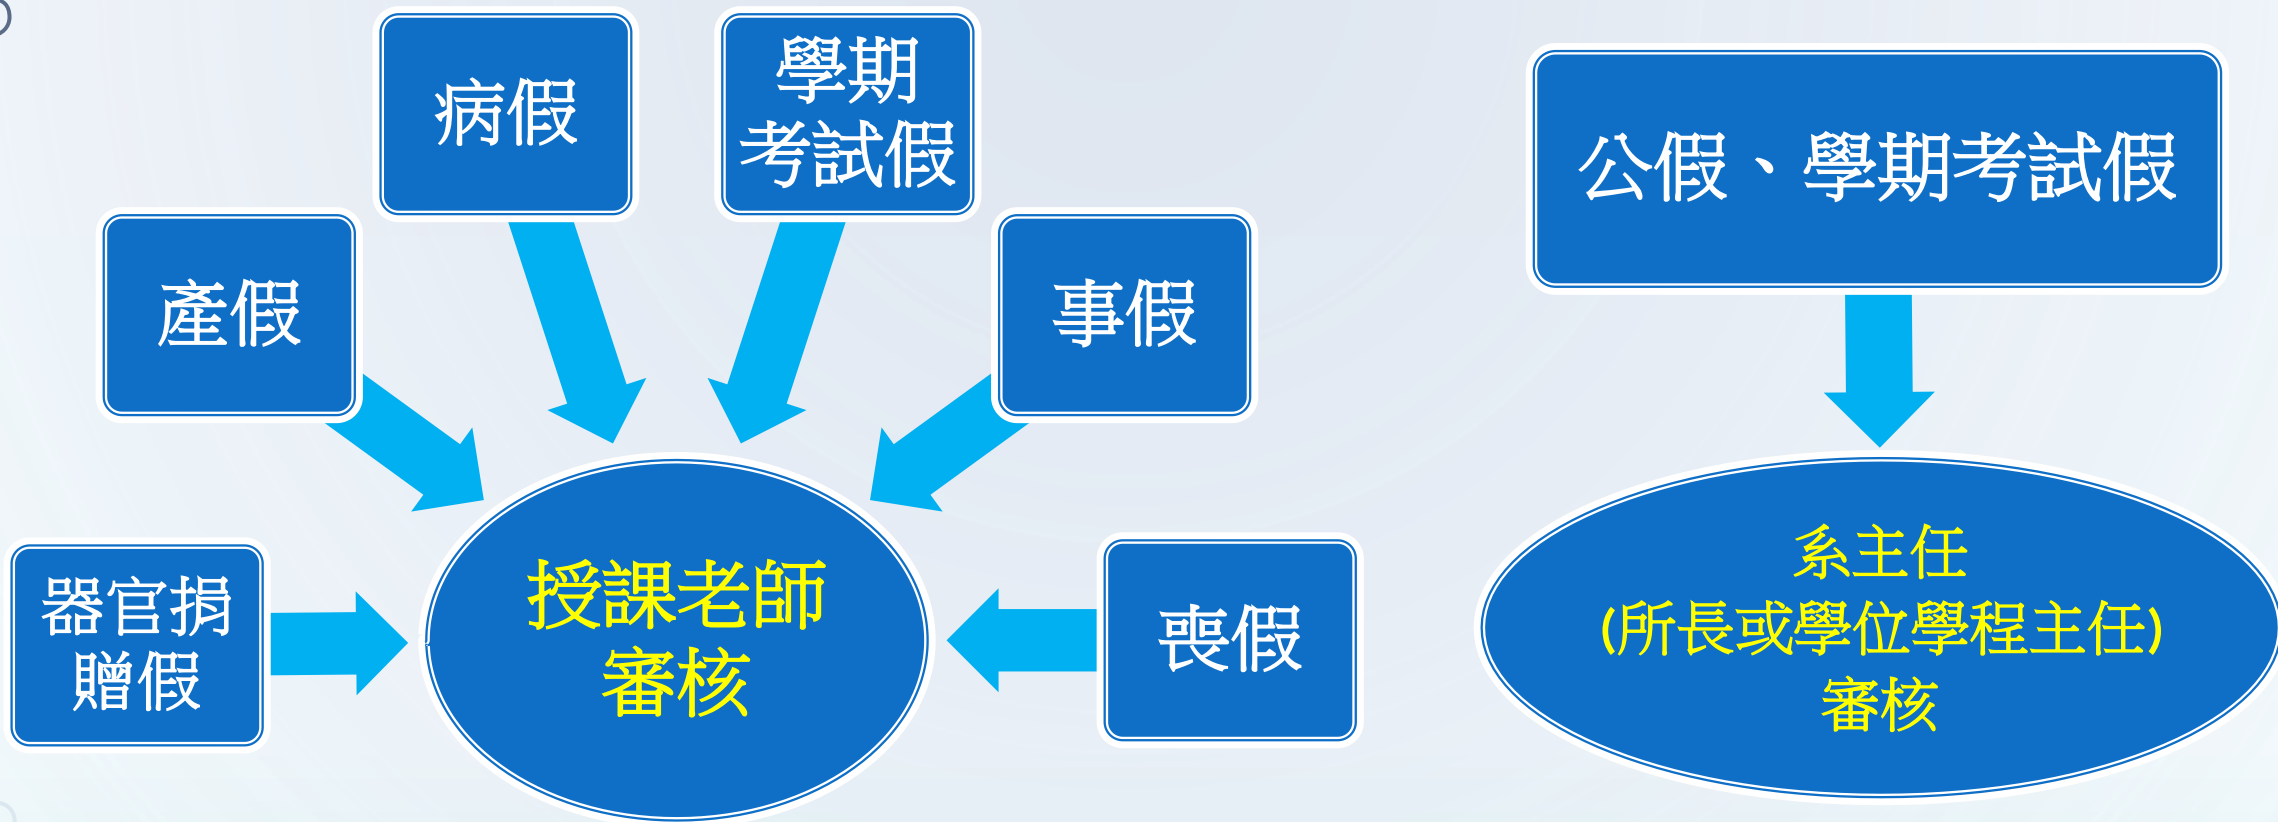 病假
學期
考試假
產假
事假
器官捐
贈假
喪假
授課老師
審核
公假、學期考試假
系主任
(所長或學位學程主任)
審核